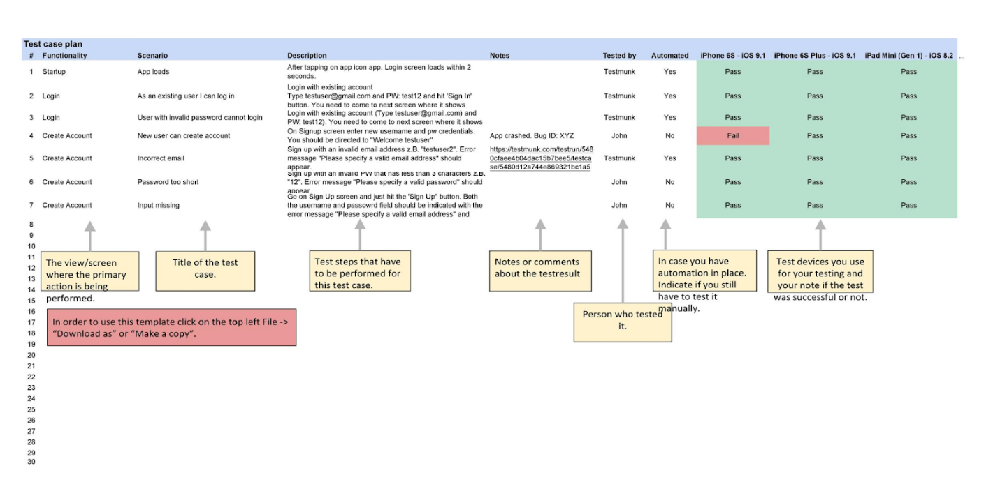 Test case plan
# Functionality Scenario Description Notes Tested by Automated iPhone 6S - iOS 9.1 iPhone 6S Plus - iOS 9.1 iPad Mini (Gen 1) - iOS 8.2 ...
1 Startup App loads After tapping on app icon app. Login screen loads within 2
seconds. Testmunk Yes Pass Pass Pass
Login with existing account
2 Login As an existing user I can log in Type testuser@gmail.com and PW: test12 and hit 'Sign In' Testmunk Yes Pass Pass Pass
button. You need to come to next screen where it shows
3 Login User with invalid password cannot login Login with existing account (Type testuser@gmail.com) and
PW: test12). You need to come to next screen where it shows Testmunk Yes Pass Pass Pass
4 Create Account New user can create account On Signup screen enter new username and pw credentials.
You should be directed to "Welcome testuser" App crashed. Bug ID: XYZ John No Fail Pass Pass
Sign up with an invalid email address z.B. "testuser2". Error
5 Create Account Incorrect email message "Please specify a valid email address" should
appear.
https://testmunk.com/testrun/548
0cfaee4b04dac15b7bee5/testca
se/5480d12a744e869321bc1a5
Testmunk Yes Pass Pass Pass
Sign up with an invalid PW that has less than 3 characters z.B.
6 Create Account Password too short "12". Error message "Please specify a valid password" should John No Pass Pass Pass
appear.
Go on Sign Up screen and just hit the 'Sign Up" button. Both
7 Create Account Input missing the username and passowrd field should be indicated with the John No Pass Pass Pass
error message "Please specify a valid email address" and
8
9
10
11
12
13
14
15
16
17
18
19
20
21
22
23
24
25
26
27
28
29
30
The view/screen
where the primary
action is being
performed.
Title of the test
case.
Test steps that have
to be performed for
this test case.
Notes or comments
about the testresult
Person who tested
it.
In case you have
automation in place.
Indicate if you still
have to test it
manually.
Test devices you use
for your testing and
your note if the test
was successful or not.
In order to use this template click on the top left File ->
“Download as” or “Make a copy”.